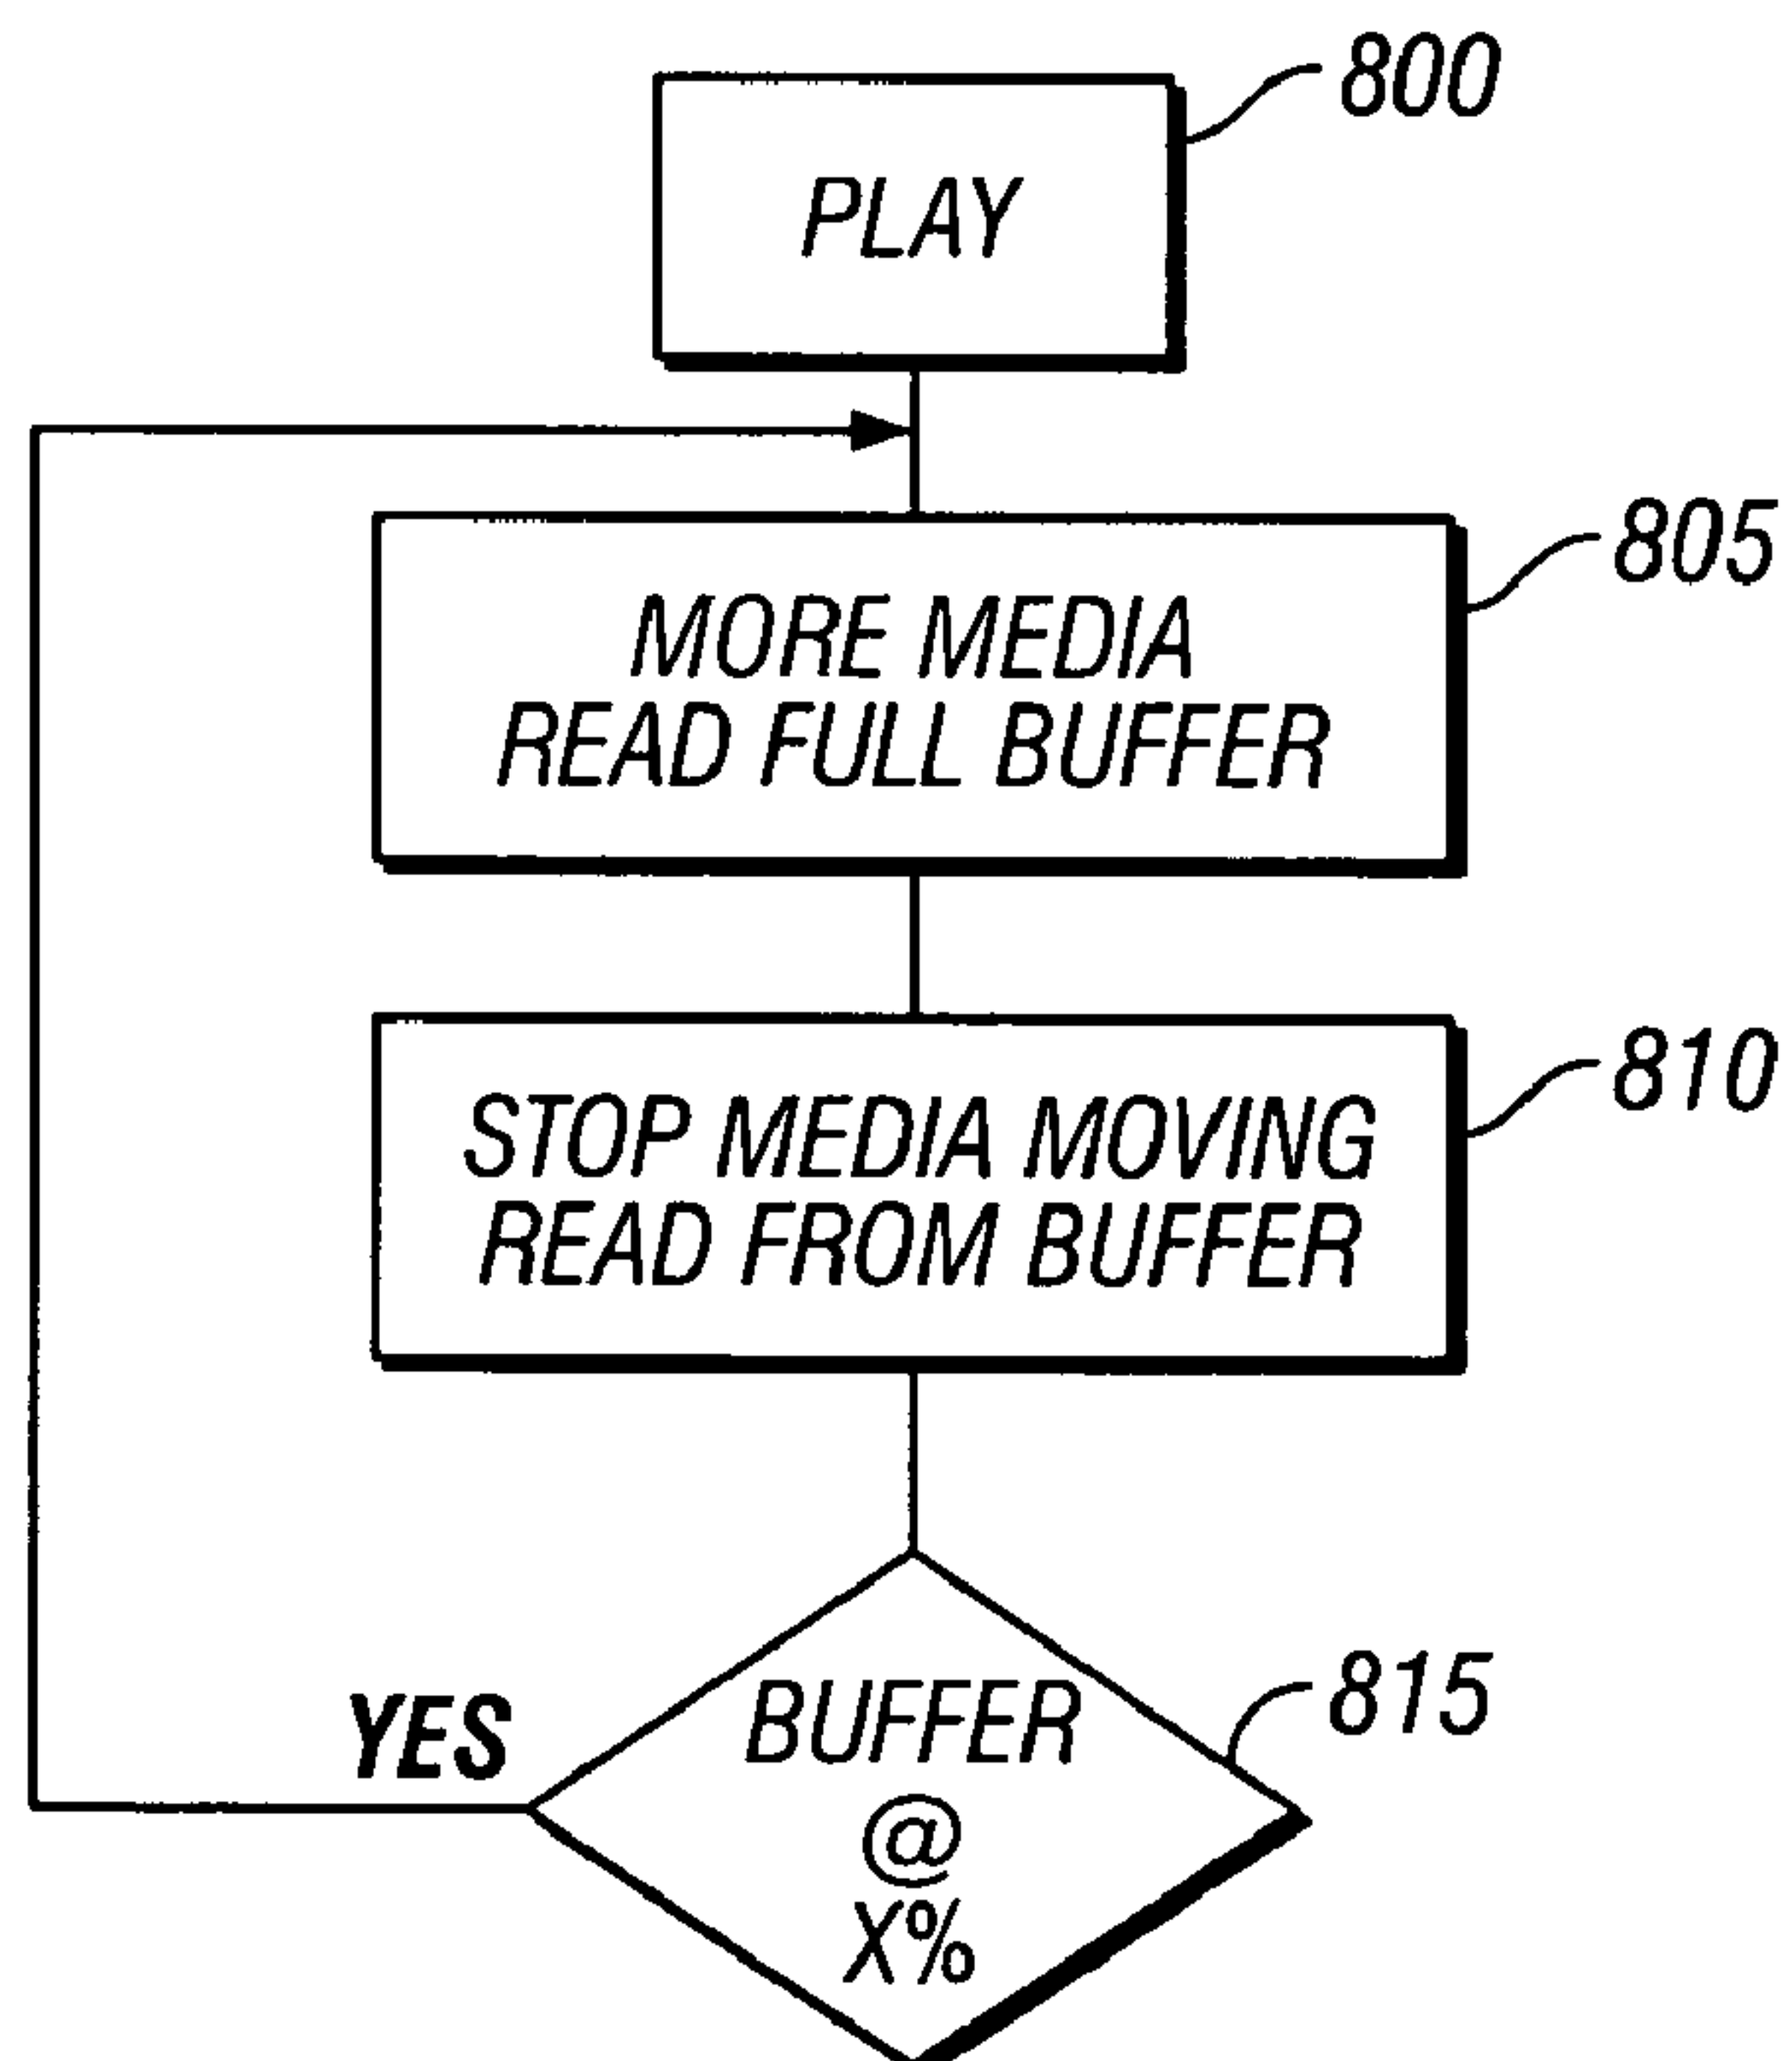 800
PLAY
805
MORE MEDIA
READ FULL BUFFER
810
STOP MEDIA MOVING
READ FROM BUFFER
815
YES
BUFFER
@
X%